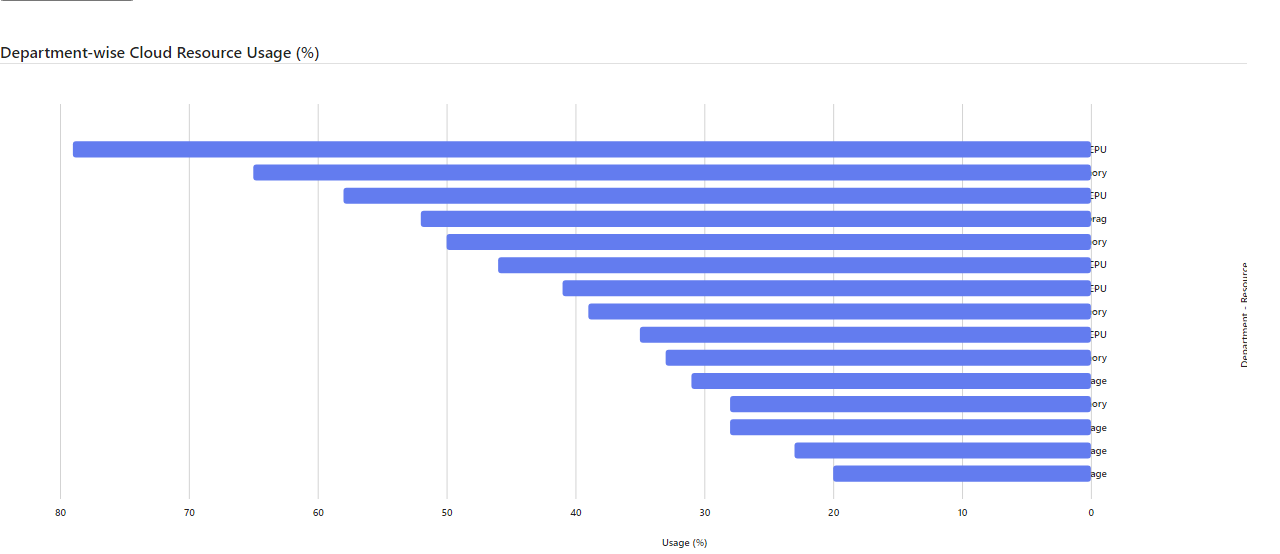 Department-wise Cloud Resource Usage (%)
CPU
ory
CPU
rag
ory
CPU
CPU
ory
CPU
ory
age
ory
age
age
age
Department - Resource
80 70 60 50 40 30 20 10 0
Usage (%)